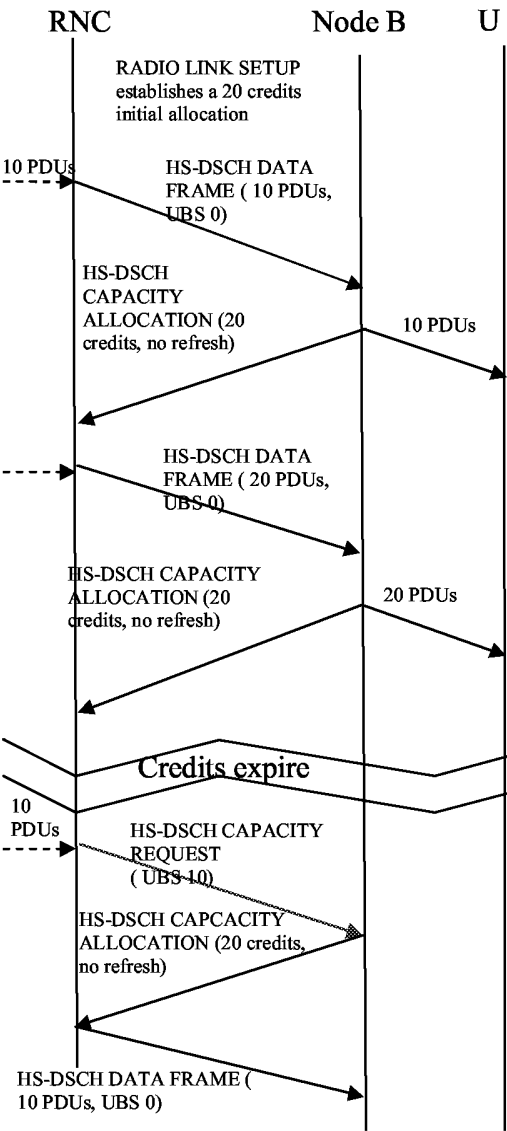 RNC Node B U
RADIO LINK SETUP
establishes a 20 credits
initial allocation
10 PDUs
HS-DSCH DATA
FRAME ( 10 PDUs,
UBS 0)
HS-DSCH
CAPACITY
ALLOCATION (20
credits, no refresh)
10 PDUs
HS-DSCH DATA
FRAME ( 20 PDUs,
UBS 0)
HS-DSCH CAPACITY
ALLOCATION (20
credits, no refresh)
20 PDUs
Credits expire
10
PDUs
HS-DSCH CAPACITY
REQUEST
( UBS 10)
HS-DSCH CAPCACITY
ALLOCATION (20 credits,
no refresh)
HS-DSCH DATA FRAME (
10 PDUs, UBS 0)